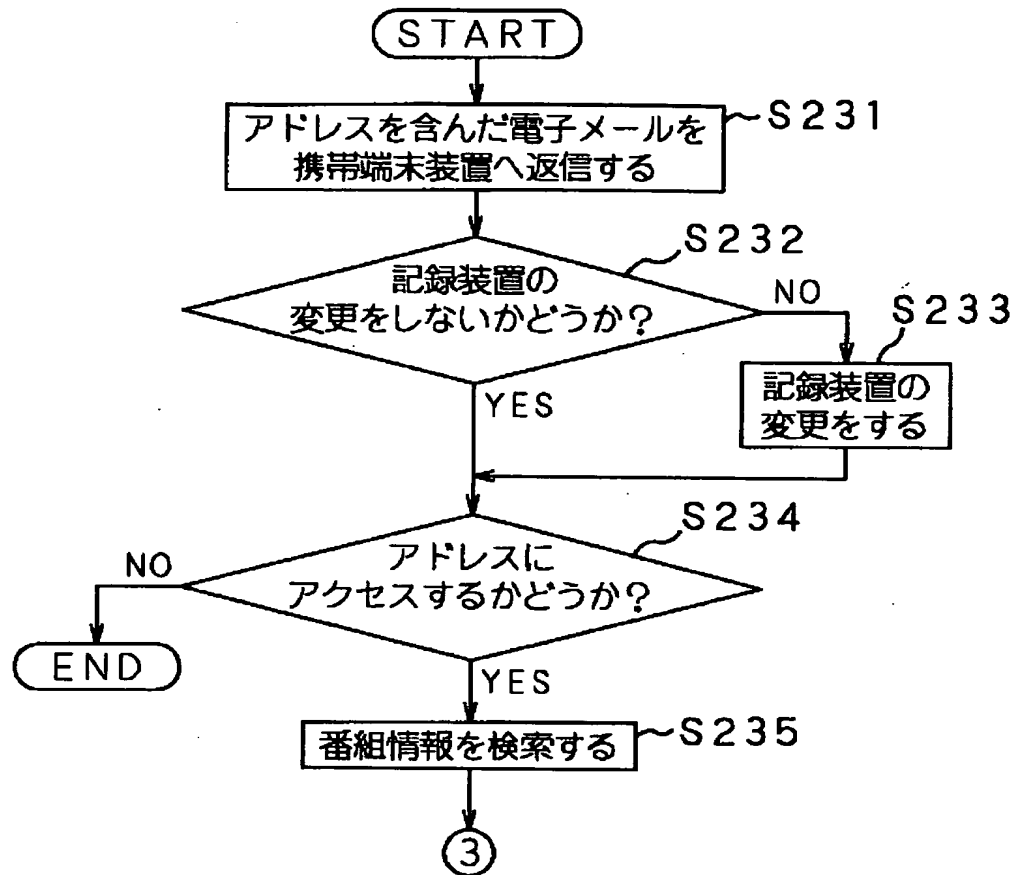 START
アドレスを含んだ電子メールを
携帯端末装置へ返信する
S231
記録装置の
変更をしないかどうか?
S232
NO
YES
S233
記録装置の
変更をする
アドレスに
アクセスするかどうか?
S234
NO
END
YES
番組情報を検索する
S235
3